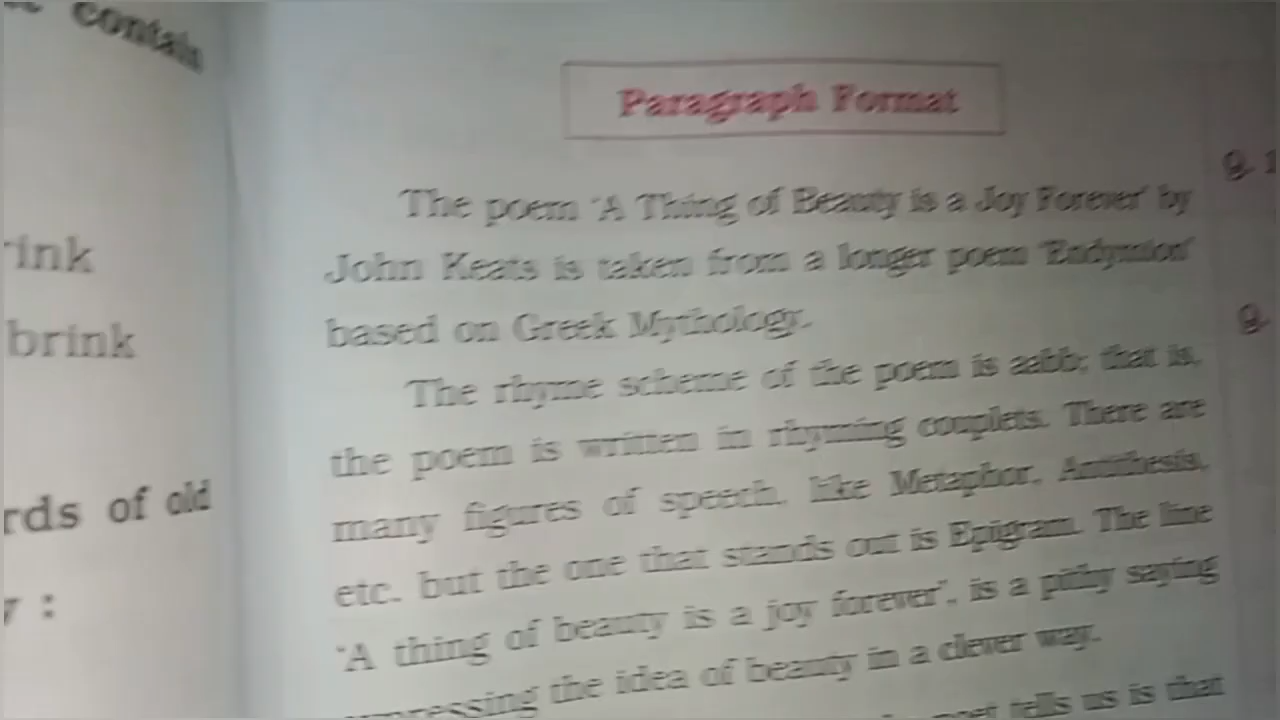 contain
rink
brink
rds of old
y :
Paragraph Format
The poem 'A Thing of Beauty is a Joy Forever' by
John Keats is taken from a longer poem 'Endymion'
based on Greek Mythology.
The rhyme scheme of the poem is aabb; that is,
the poem is written in rhyming couplets. There are
many figures of speech, like Metaphor, Antithesis,
etc. but the one that stands out is Epigram. The line
'A thing of beauty is a joy forever', is a pithy saying
expressing the idea of beauty in a clever way.
poet tells us is that
Q. 1
Q.